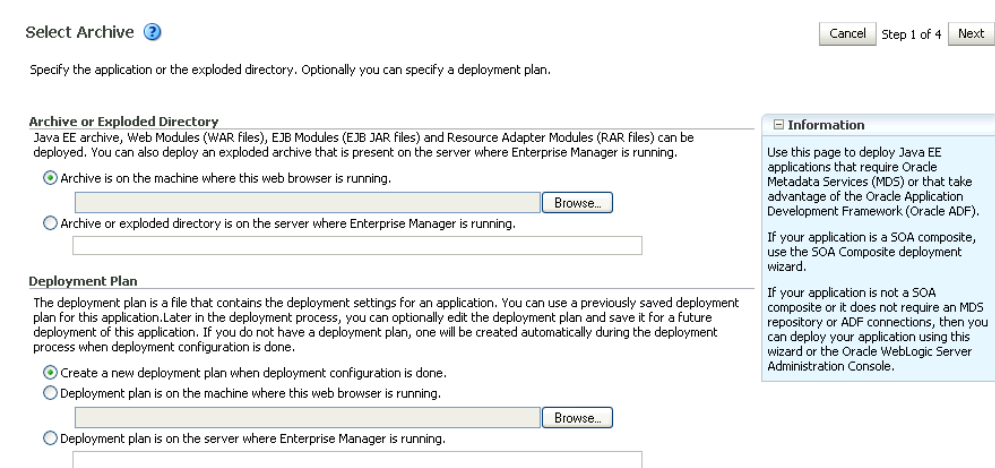 Select Archive
Cancel Step 1 of 4 Next
Specify the application or the exploded directory. Optionally you can specify a deployment plan.
Archive or Exploded Directory
Java EE archive, Web Modules (WAR files), EJB Modules (EJB JAR files) and Resource Adapter Modules (RAR files) can be
deployed. You can also deploy an exploded archive that is present on the server where Enterprise Manager is running.
Archive is on the machine where this web browser is running.
Browse...
Archive or exploded directory is on the server where Enterprise Manager is running.
Deployment Plan
The deployment plan is a file that contains the deployment settings for an application. You can use a previously saved deployment
plan for this application.Later in the deployment process, you can optionally edit the deployment plan and save it for a future
deployment of this application. If you do not have a deployment plan, one will be created automatically during the deployment
process when deployment configuration is done.
Create a new deployment plan when deployment configuration is done.
Deployment plan is on the machine where this web browser is running.
Browse...
Deployment plan is on the server where Enterprise Manager is running.
Information
Use this page to deploy Java EE
applications that require Oracle
Metadata Services (MDS) or that take
advantage of the Oracle Application
Development Framework (Oracle ADF).
If your application is a SOA composite,
use the SOA Composite deployment
wizard.
If your application is not a SOA
composite or it does not require an MDS
repository or ADF connections, then you
can deploy your application using this
wizard or the Oracle WebLogic Server
Administration Console.